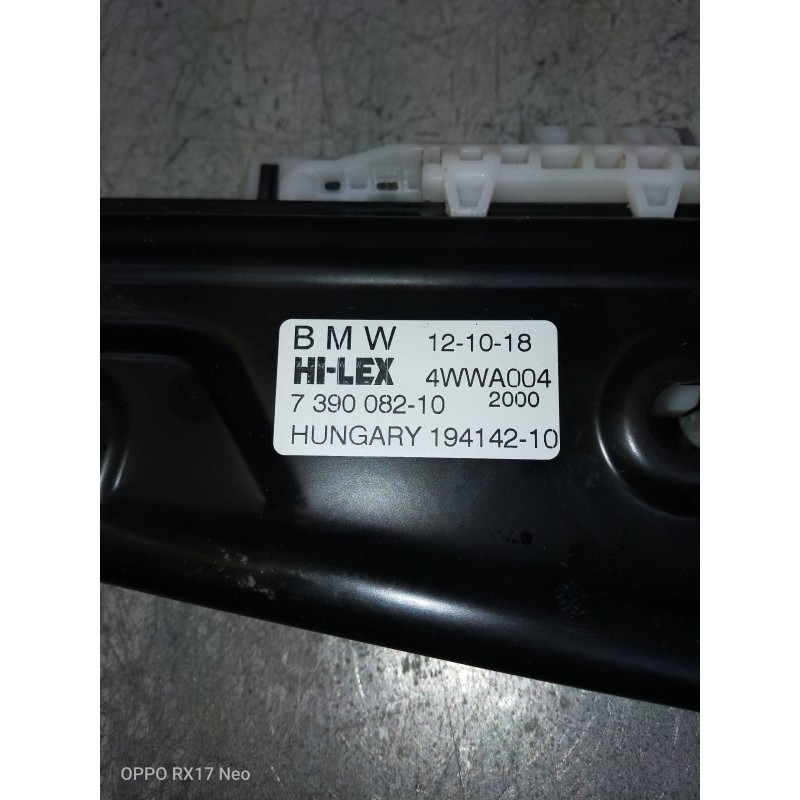 BMW 12-10-18
HI-LEX 4WWA004
7 390 082-10 2000
HUNGARY 194142-10
OPPO RX17 Neo